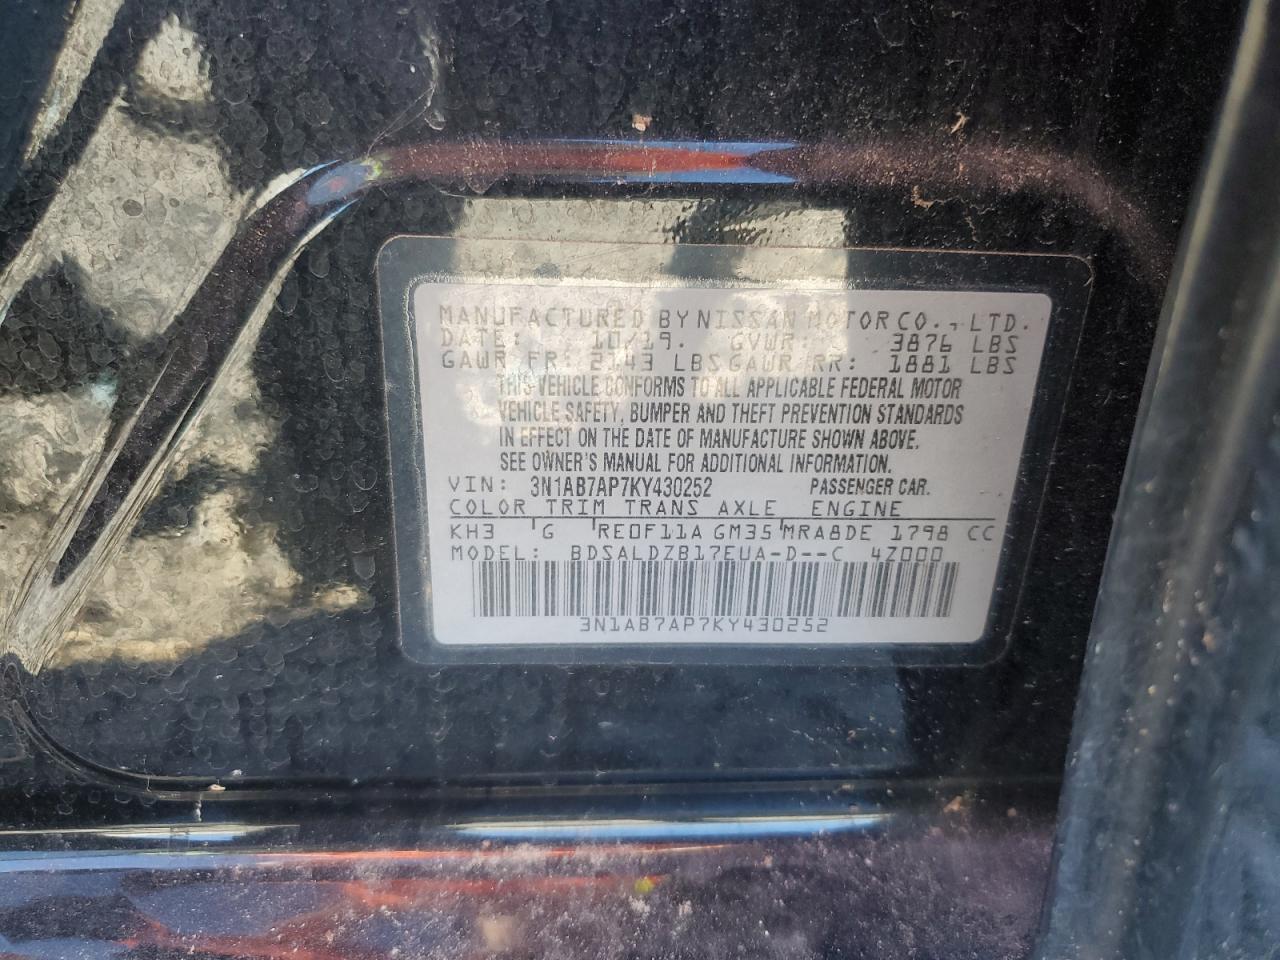 MANUFACTURED BY NISSAN MOTOR CO., LTD.
DATE: 10/19. GVWR: 3876 LBS
GAWR FR: 2143 LBS GAWR RR: 1881 LBS
THIS VEHICLE CONFORMS TO ALL APPLICABLE FEDERAL MOTOR
VEHICLE SAFETY, BUMPER AND THEFT PREVENTION STANDARDS
IN EFFECT ON THE DATE OF MANUFACTURE SHOWN ABOVE.
SEE OWNER'S MANUAL FOR ADDITIONAL INFORMATION.
VIN: 3N1AB7AP7KY430252 PASSENGER CAR.
COLOR TRIM TRANS AXLE ENGINE
KH3 G RE0F11A GM35 MRA8DE 1798 CC
MODEL: BDSALDZB17EUA-D--C 4Z000
3N1AB7AP7KY430252